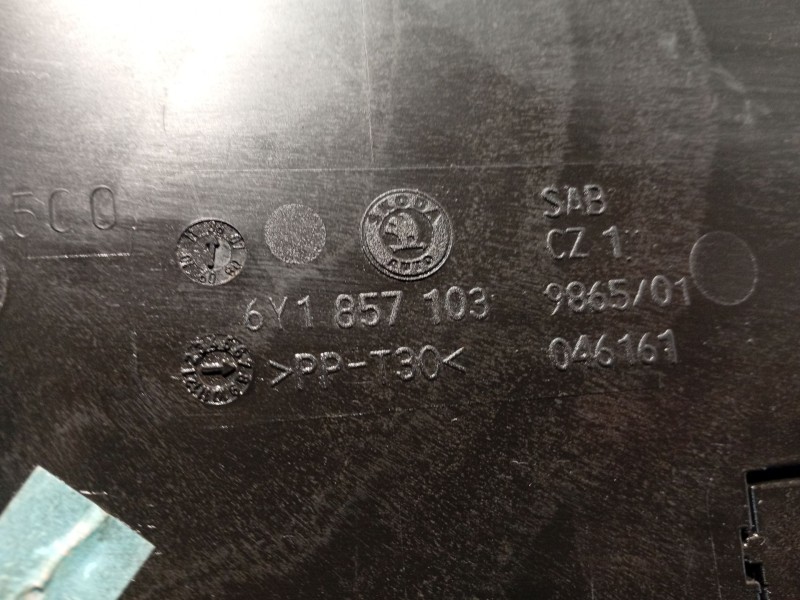 500
ŠKODA
AUTO
SAB
CZ 1
6Y1 857 103
9865/01
>PP-T30<
046161